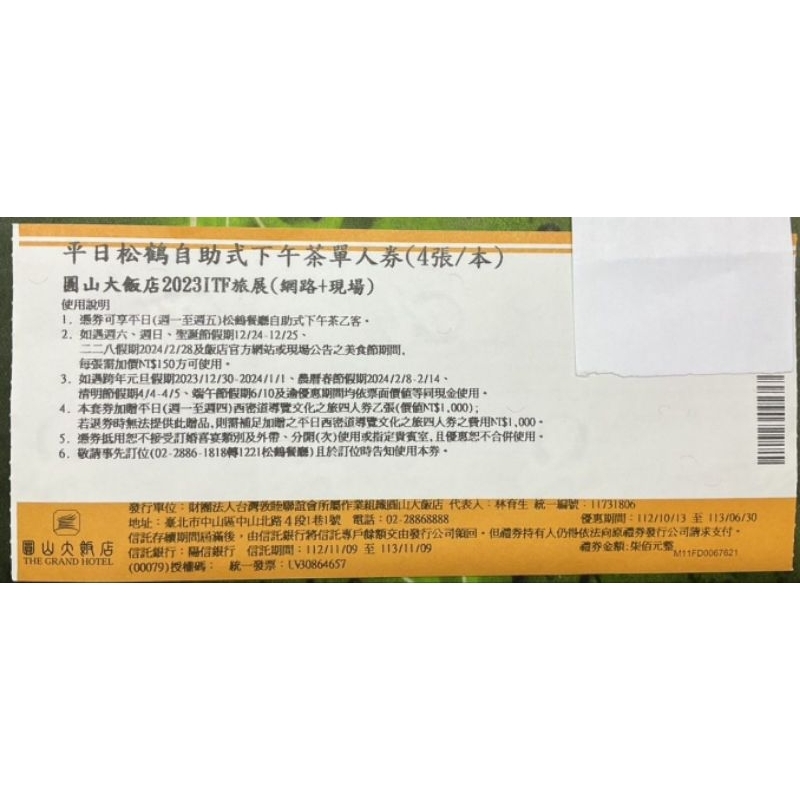 平日松鶴自助式下午茶單人券(4張/本)
圓山大飯店2023ITF旅展(網路+現場)
使用說明
1. 憑券可享平日(週一至週五)松鶴餐廳自助式下午茶乙客。
2. 如遇週六、週日、聖誕節假期12/24-12/25、
二二八假期2024/2/28及飯店官方網站或現場公告之美食節期間,
每張需加價NT$150方可使用。
3. 如遇跨年元旦假期2023/12/30-2024/1/1、農曆春節假期2024/2/8-2/14、
清明節假期4/4-4/5、端午節假期6/10及逾優惠期間均依票面價值等同現金使用。
4. 本套券加贈平日(週一至週四)西密道導覽文化之旅四人券乙張(價值NT$1,000);
若退券時無法提供此贈品,則需補足加贈之平日西密道導覽文化之旅四人券之費用NT$1,000。
5. 憑券抵用恕不接受訂婚喜宴類別及外帶、分開(次)使用或指定貴賓室,且優惠恕不合併使用。
6. 敬請事先訂位(02-2886-1818轉1221松鶴餐廳)且於訂位時告知使用本券。
圓山大飯店
THE GRAND HOTEL
發行單位:財團法人台灣敦睦聯誼會所屬作業組織圓山大飯店 代表人:林育生 統一編號:11731806
地址:臺北市中山區中山北路4段1巷1號 電話:02-28868888 優惠期間:112/10/13 至 113/06/30
信託存續期間屆滿後,由信託銀行將信託專戶餘額交由發行公司領回。但禮券持有人仍得依法向原禮券發行公司請求支付。
信託銀行:陽信銀行 信託期間:112/11/09 至 113/11/09 禮券金額:柒佰元整
M11FD0067621
(00079)授權碼: 統一發票:LV30864657